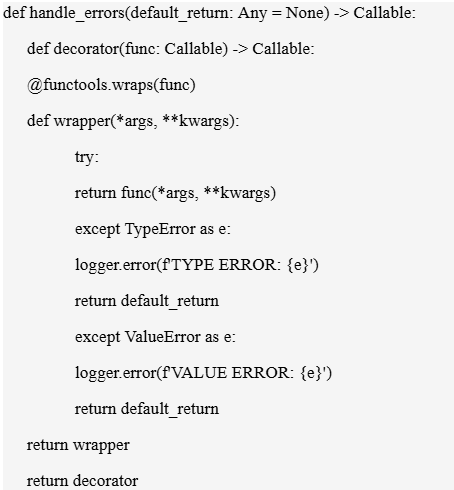 def handle_errors(default_return: Any = None) -> Callable:
def decorator(func: Callable) -> Callable:
@functools.wraps(func)
def wrapper(*args, **kwargs):
try:
return func(*args, **kwargs)
except TypeError as e:
logger.error(f'TYPE ERROR: {e}')
return default_return
except ValueError as e:
logger.error(f'VALUE ERROR: {e}')
return default_return
return wrapper
return decorator